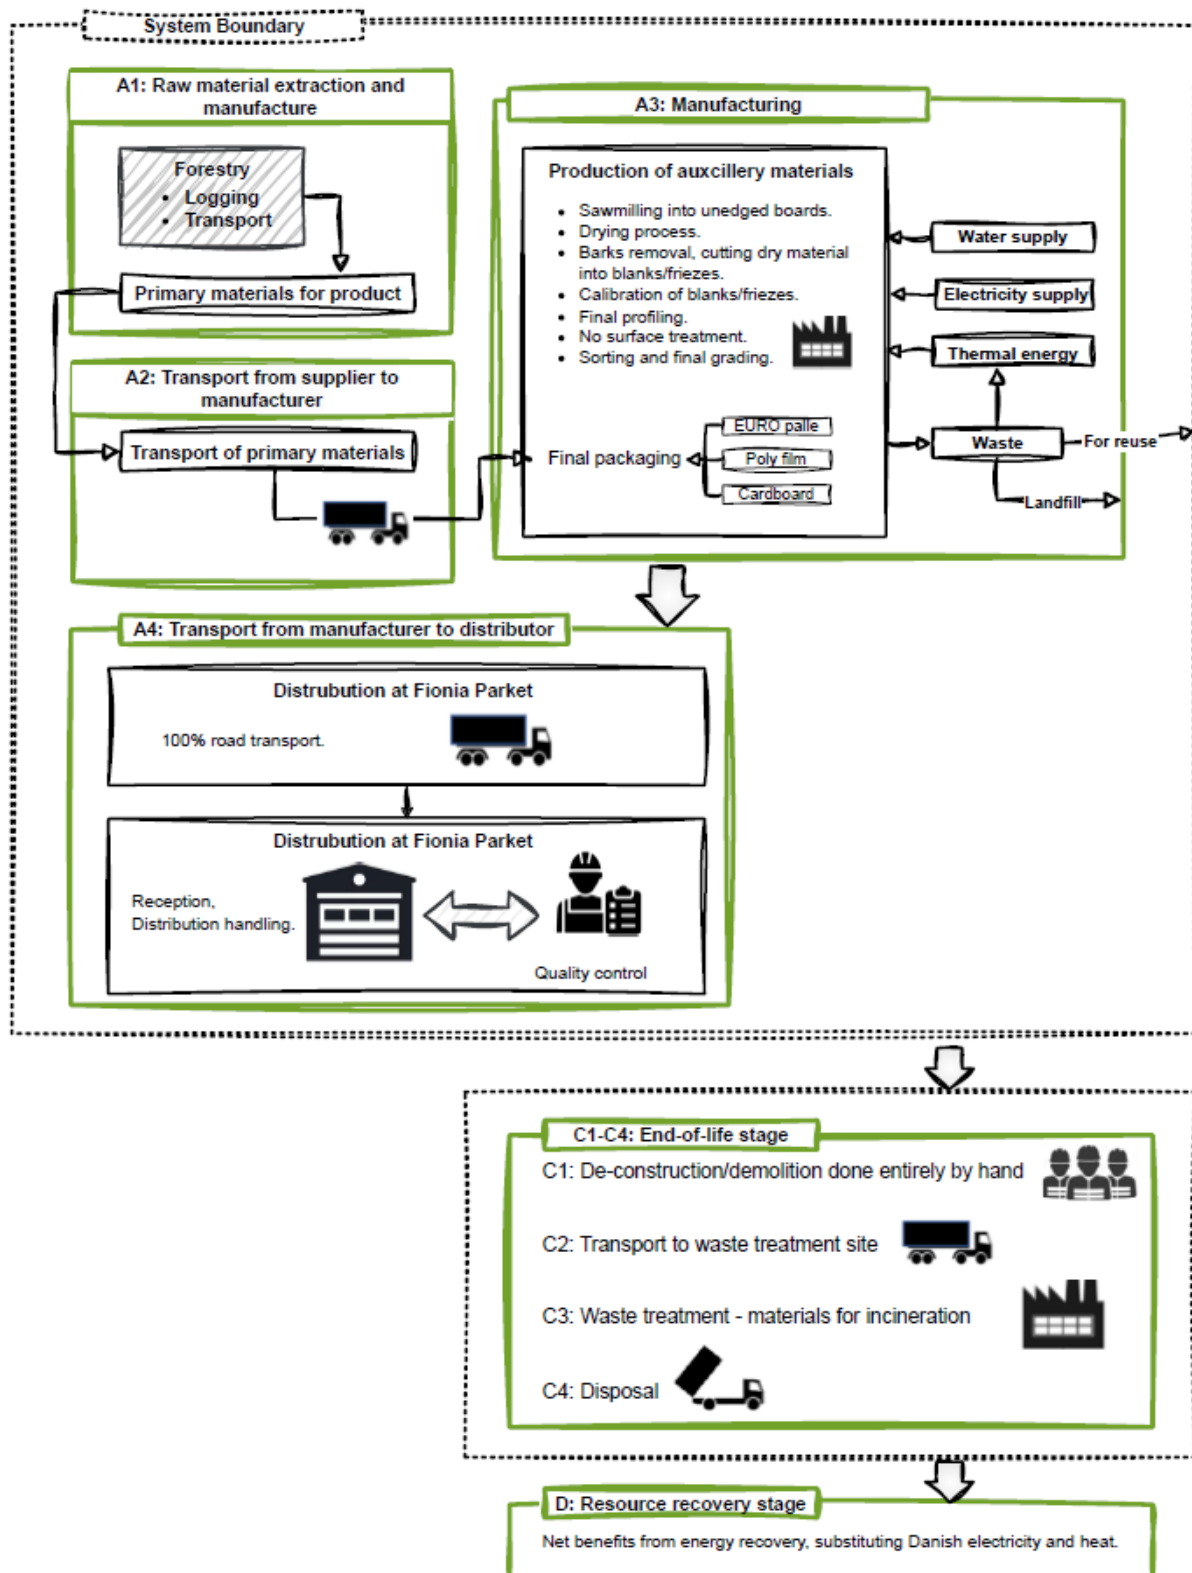 System Boundary
A1: Raw material extraction and
manufacture
Forestry
• Logging
• Transport
Primary materials for product
A2: Transport from supplier to
manufacturer
Transport of primary materials
A3: Manufacturing
Production of auxcillery materials
• Sawmilling into unedged boards.
• Drying process.
• Barks removal, cutting dry material
into blanks/friezes.
• Calibration of blanks/friezes.
• Final profiling.
• No surface treatment.
• Sorting and final grading.
Final packaging
EURO palle
Poly film
Cardboard
Water supply
Electricity supply
Thermal energy
Waste
For reuse
Landfill
A4: Transport from manufacturer to distributor
Distrubution at Fionia Parket
100% road transport.
Distrubution at Fionia Parket
Reception,
Distribution handling.
Quality control
C1-C4: End-of-life stage
C1: De-construction/demolition done entirely by hand
C2: Transport to waste treatment site
C3: Waste treatment - materials for incineration
C4: Disposal
D: Resource recovery stage
Net benefits from energy recovery, substituting Danish electricity and heat.